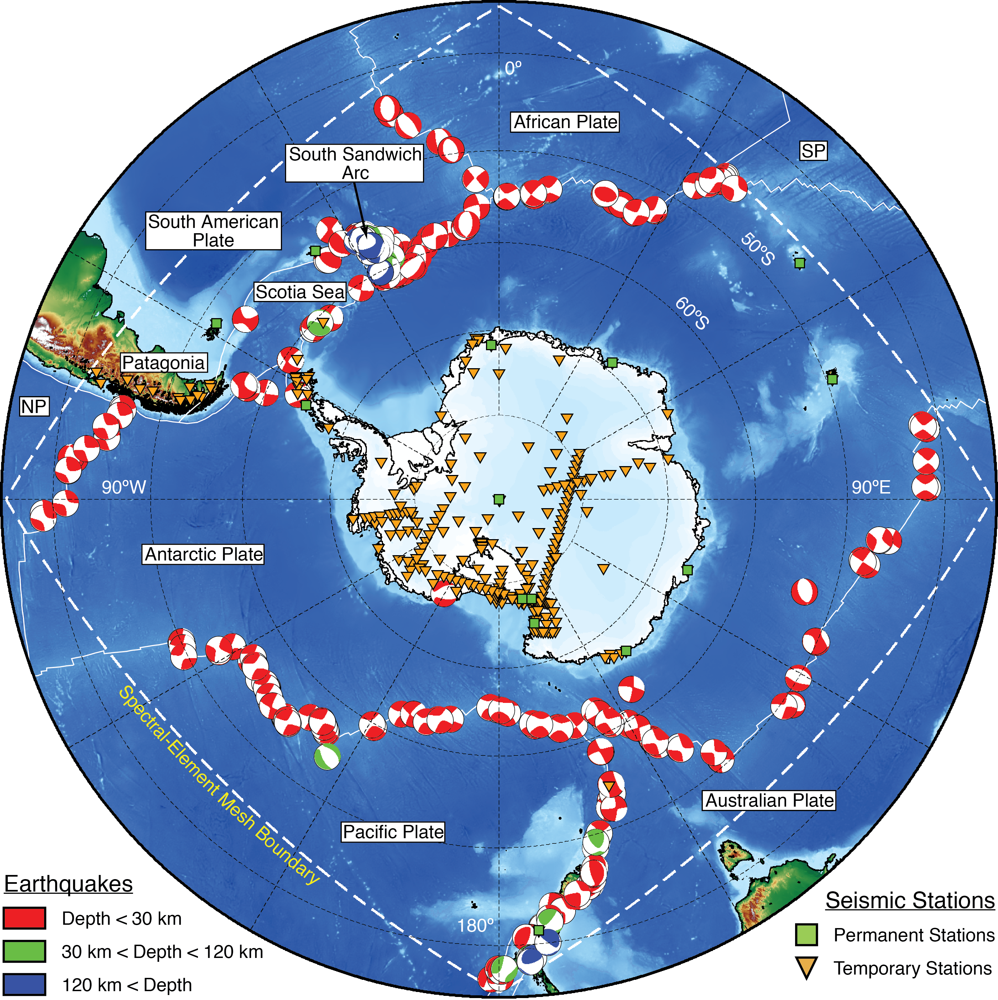 0º
African Plate
SP
South Sandwich
Arc
South American
Plate
50ºS
Scotia Sea
60ºS
Patagonia
NP
90ºW
90ºE
Antarctic Plate
Spectral-Element Mesh Boundary
Australian Plate
Pacific Plate
180º
Earthquakes
Depth < 30 km
30 km < Depth < 120 km
120 km < Depth
Seismic Stations
Permanent Stations
Temporary Stations